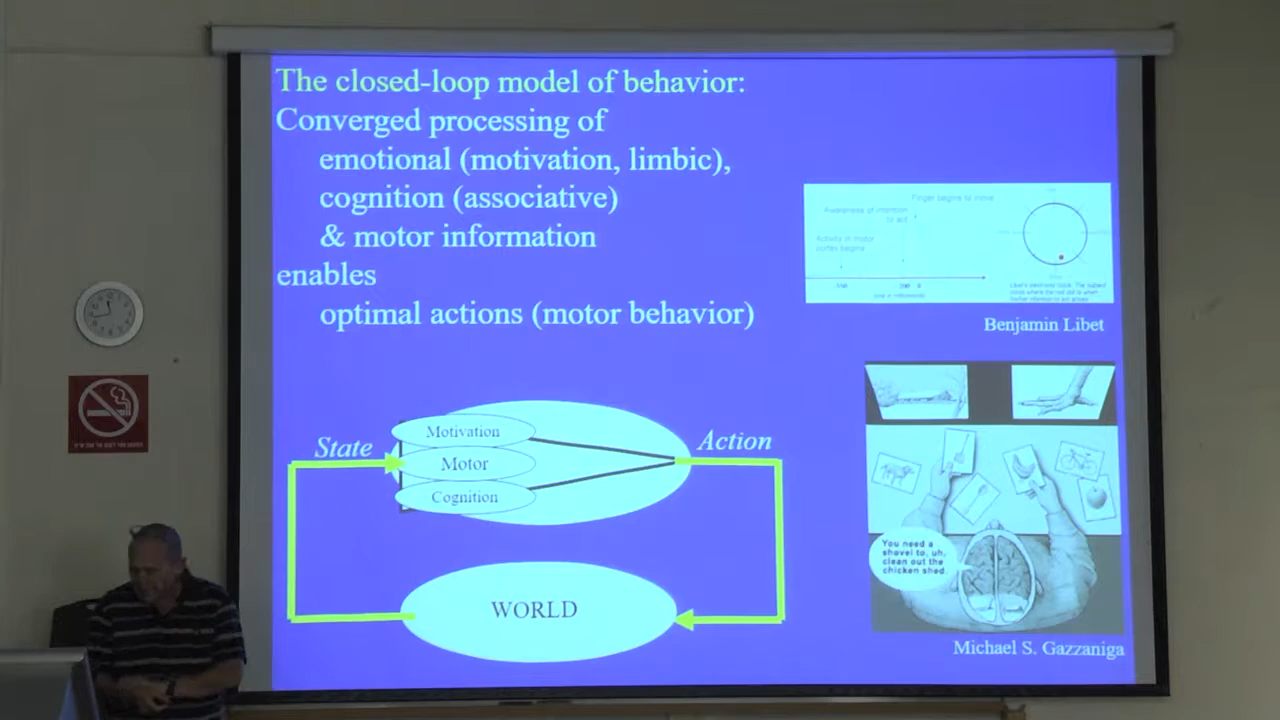 The closed-loop model of behavior:
Converged processing of
emotional (motivation, limbic),
cognition (associative)
& motor information
enables
optimal actions (motor behavior)
Finger begins to move
Awareness of intention
to act
Activity in motor
cortex begins
200
0
Benjamin Libet
State
Motivation
Motor
Cognition
Action
WORLD
You need a
shovel to, uh,
clean out the
chicken shed.
Michael S. Gazzaniga